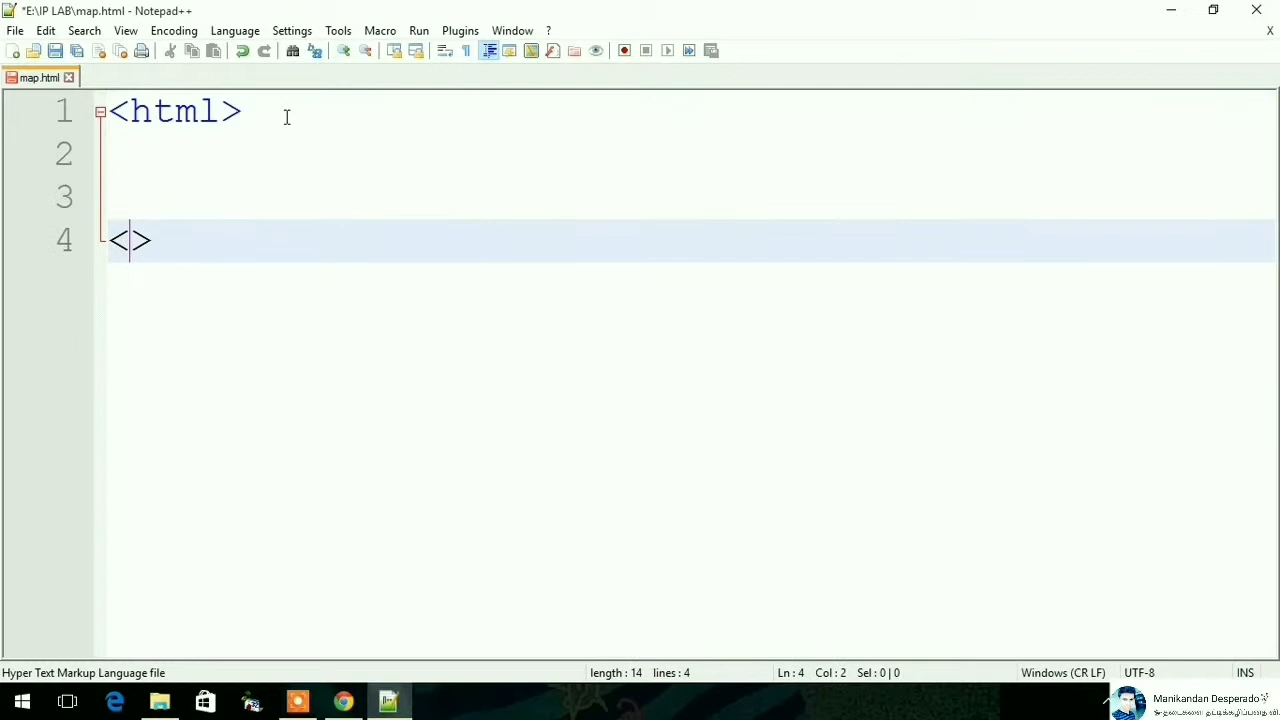 *E:\IP LAB\map.html - Notepad++
File Edit Search View Encoding Language Settings Tools Macro Run Plugins Window ? X
map.html
1 <html>
2
3
4 <>
Hyper Text Markup Language file length : 14 lines : 4 Ln : 4 Col : 2 Sel : 0 | 0 Windows (CR LF) UTF-8 INS
Manikandan Desperado